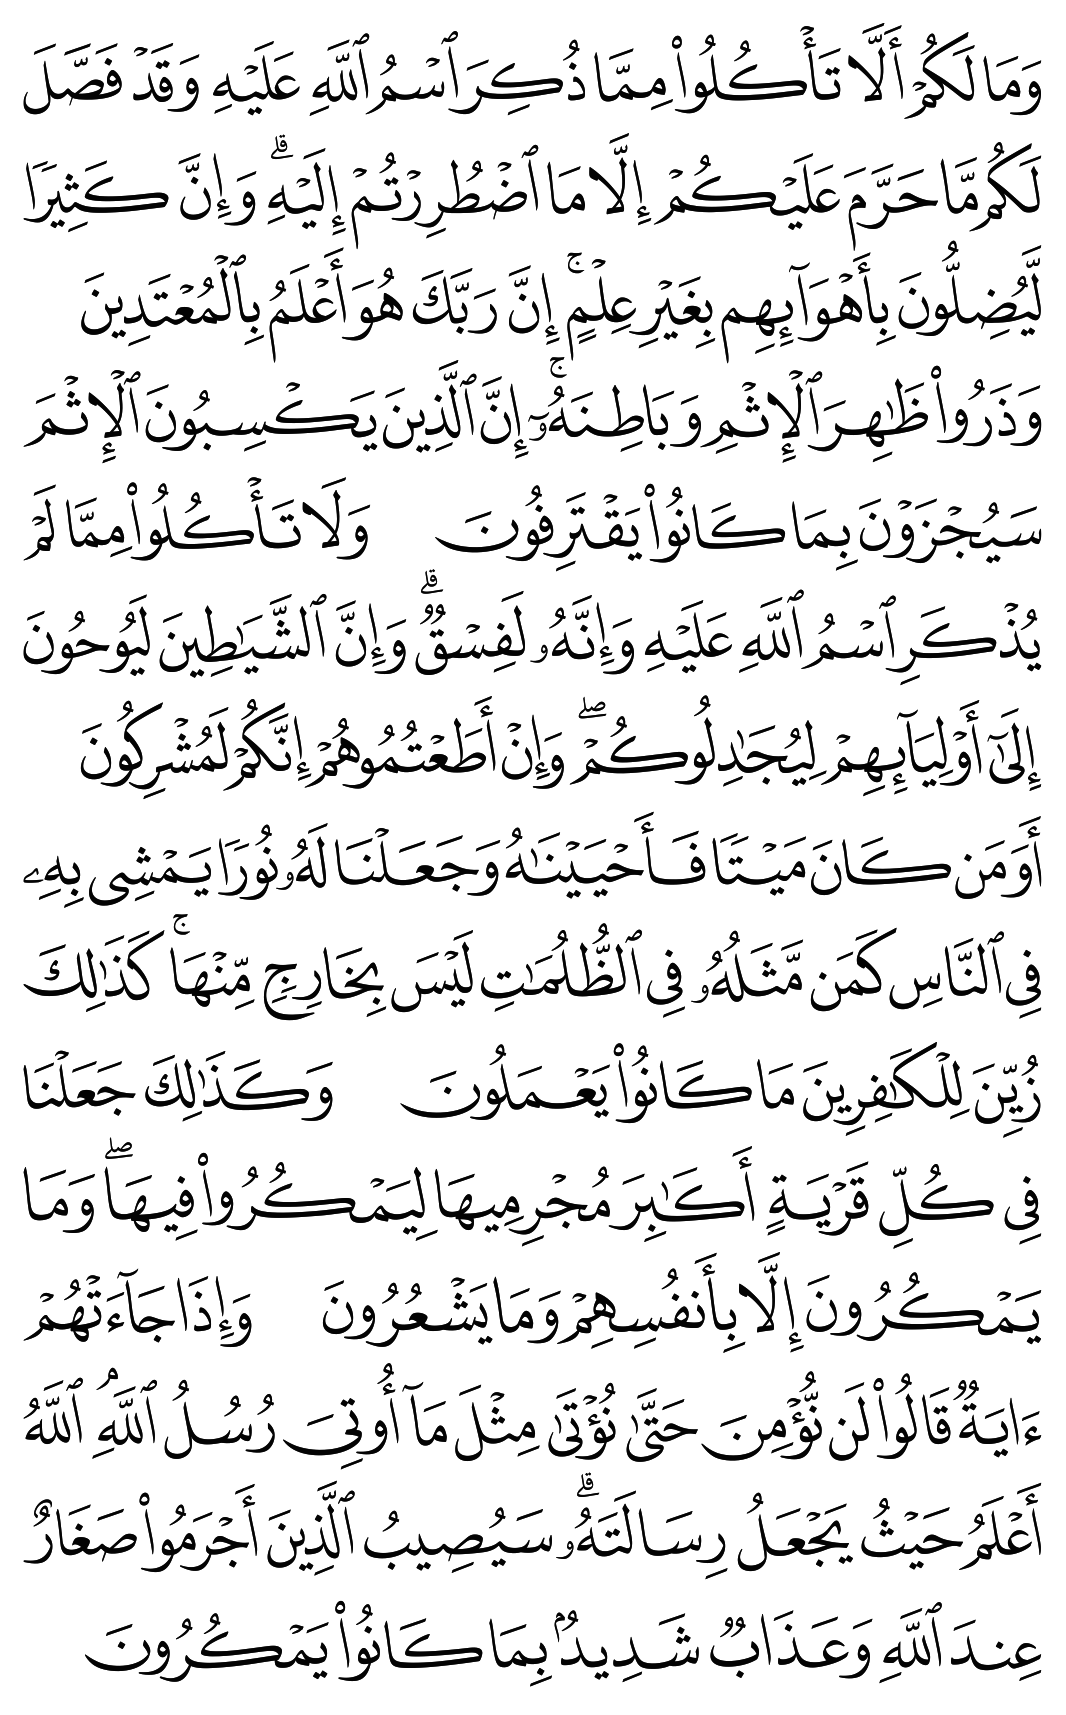 وَمَا لَكُمْ أَلَّا تَأْكُلُوا۟ مِمَّا ذُكِرَ ٱسْمُ ٱللَّهِ عَلَيْهِ وَقَدْ فَصَّلَ
لَكُم مَّا حَرَّمَ عَلَيْكُمْ إِلَّا مَا ٱضْطُرِرْتُمْ إِلَيْهِ ۗ وَإِنَّ كَثِيرًا
لَّيُضِلُّونَ بِأَهْوَآئِهِم بِغَيْرِ عِلْمٍ ۚ إِنَّ رَبَّكَ هُوَ أَعْلَمُ بِٱلْمُعْتَدِينَ
وَذَرُوا۟ ظَٰهِرَ ٱلْإِثْمِ وَبَاطِنَهُۥٓ ۚ إِنَّ ٱلَّذِينَ يَكْسِبُونَ ٱلْإِثْمَ
سَيُجْزَوْنَ بِمَا كَانُوا۟ يَقْتَرِفُونَ وَلَا تَأْكُلُوا۟ مِمَّا لَمْ
يُذْكَرِ ٱسْمُ ٱللَّهِ عَلَيْهِ وَإِنَّهُۥ لَفِسْقٌ ۗ وَإِنَّ ٱلشَّيَٰطِينَ لَيُوحُونَ
إِلَىٰٓ أَوْلِيَآئِهِمْ لِيُجَٰدِلُوكُمْ ۖ وَإِنْ أَطَعْتُمُوهُمْ إِنَّكُمْ لَمُشْرِكُونَ
أَوَمَن كَانَ مَيْتًا فَأَحْيَيْنَٰهُ وَجَعَلْنَا لَهُۥ نُورًا يَمْشِى بِهِۦ
فِى ٱلنَّاسِ كَمَن مَّثَلُهُۥ فِى ٱلظُّلُمَٰتِ لَيْسَ بِخَارِجٍ مِّنْهَا ۚ كَذَٰلِكَ
زُيِّنَ لِلْكَٰفِرِينَ مَا كَانُوا۟ يَعْمَلُونَ وَكَذَٰلِكَ جَعَلْنَا
فِى كُلِّ قَرْيَةٍ أَكَٰبِرَ مُجْرِمِيهَا لِيَمْكُرُوا۟ فِيهَا ۖ وَمَا
يَمْكُرُونَ إِلَّا بِأَنفُسِهِمْ وَمَا يَشْعُرُونَ وَإِذَا جَآءَتْهُمْ
ءَايَةٌ قَالُوا۟ لَن نُّؤْمِنَ حَتَّىٰ نُؤْتَىٰ مِثْلَ مَآ أُوتِىَ رُسُلُ ٱللَّهِ ۘ ٱللَّهُ
أَعْلَمُ حَيْثُ يَجْعَلُ رِسَالَتَهُۥ ۗ سَيُصِيبُ ٱلَّذِينَ أَجْرَمُوا۟ صَغَارٌ
عِندَ ٱللَّهِ وَعَذَابٌ شَدِيدٌۢ بِمَا كَانُوا۟ يَمْكُرُونَ